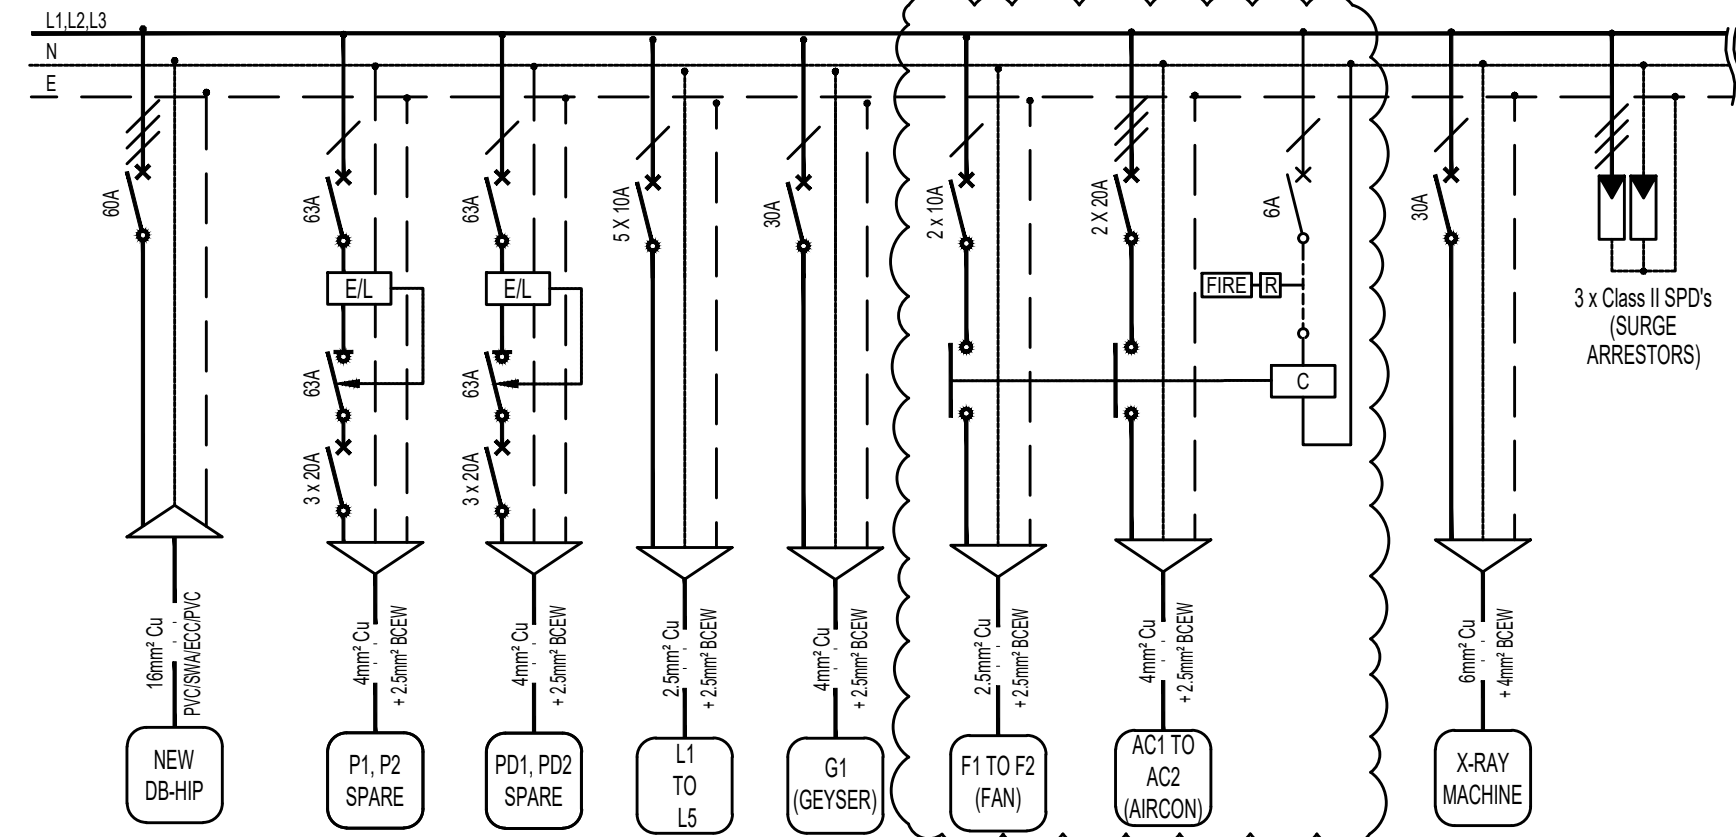 L1,L2,L3
N
E
60A
63A
63A
5 X 10A
30A
2 x 10A
2 X 20A
6A
30A
E/L
E/L
FIRE
R
3 x Class II SPD's
(SURGE
ARRESTORS)
63A
63A
C
3 x 20A
3 x 20A
16mm² Cu
PVC/SWA/ECC/PVC
4mm² Cu
+ 2.5mm² BCEW
4mm² Cu
+ 2.5mm² BCEW
2.5mm² Cu
+ 2.5mm² BCEW
4mm² Cu
+ 2.5mm² BCEW
2.5mm² Cu
+ 2.5mm² BCEW
4mm² Cu
+ 2.5mm² BCEW
6mm² Cu
+ 4mm² BCEW
NEW
DB-HIP
P1, P2
SPARE
PD1, PD2
SPARE
L1
TO
L5
G1
(GEYSER)
F1 TO F2
(FAN)
AC1 TO
AC2
(AIRCON)
X-RAY
MACHINE